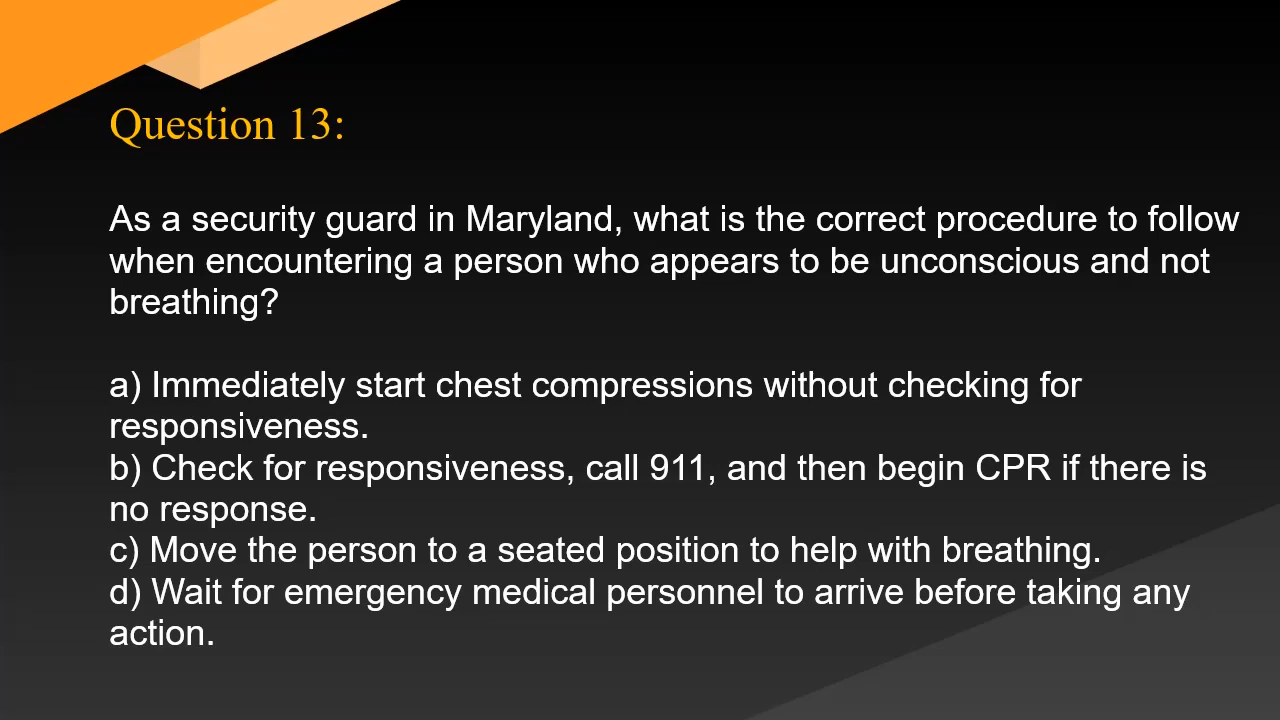 Question 13:
As a security guard in Maryland, what is the correct procedure to follow
when encountering a person who appears to be unconscious and not
breathing?
a) Immediately start chest compressions without checking for
responsiveness.
b) Check for responsiveness, call 911, and then begin CPR if there is
no response.
c) Move the person to a seated position to help with breathing.
d) Wait for emergency medical personnel to arrive before taking any
action.